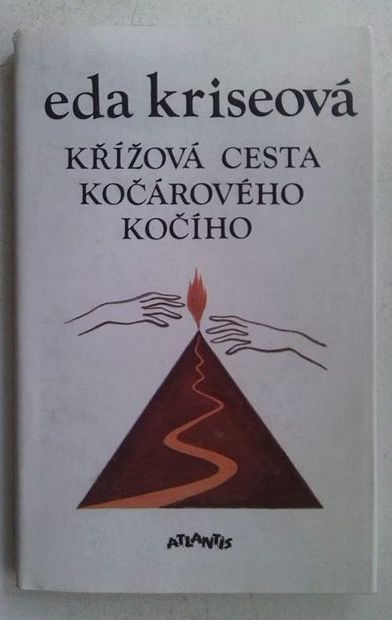 eda kriseová
KŘÍŽOVÁ CESTA
KOČÁROVÉHO
KOČÍHO
ATLANTIS